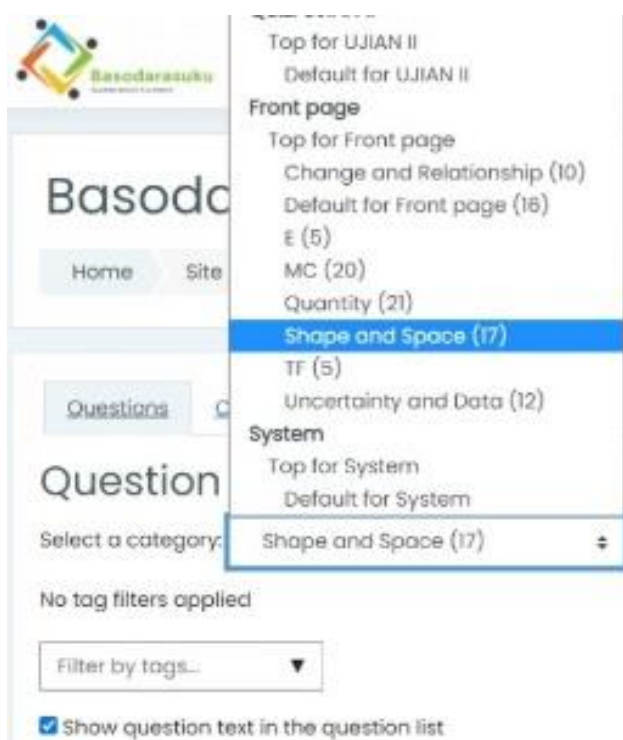 Top for UJIAN II
Default for UJIAN II
Front page
Top for Front page
Change and Relationship (10)
Default for Front page (16)
E (5)
MC (20)
Quantity (21)
Shape and Space (17)
TF (5)
Uncertainty and Data (12)
System
Top for System
Default for System
Basodarasuku
Basodc
Home Site
Questions C
Question
Select a category: Shape and Space (17)
No tag filters applied
Filter by tags...
Show question text in the question list